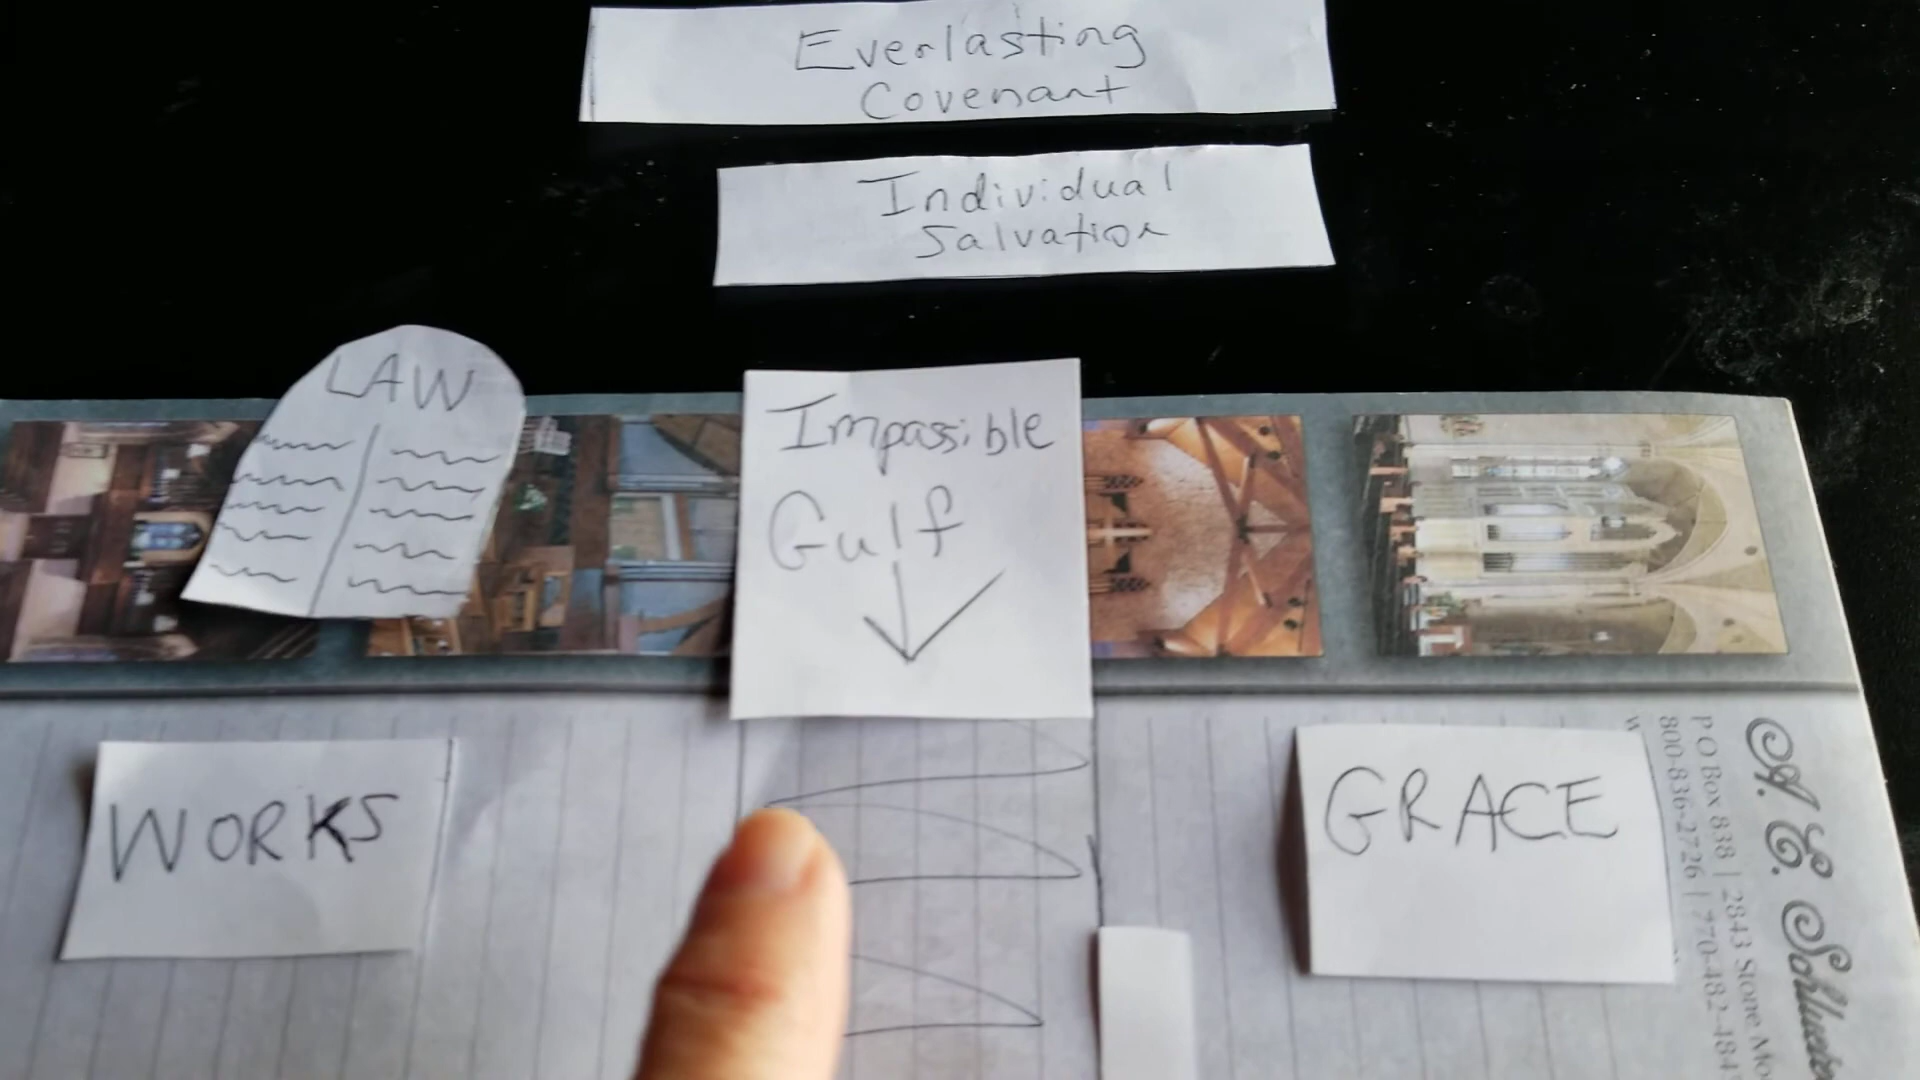 Everlasting
Covenant
Individual
Salvation
LAW
Impassible
Gulf
WORKS
GRACE
A. E. Schlueter
P O Box 838 | 2843 Stone Mo
800-836-2726 | 770-482-484
W